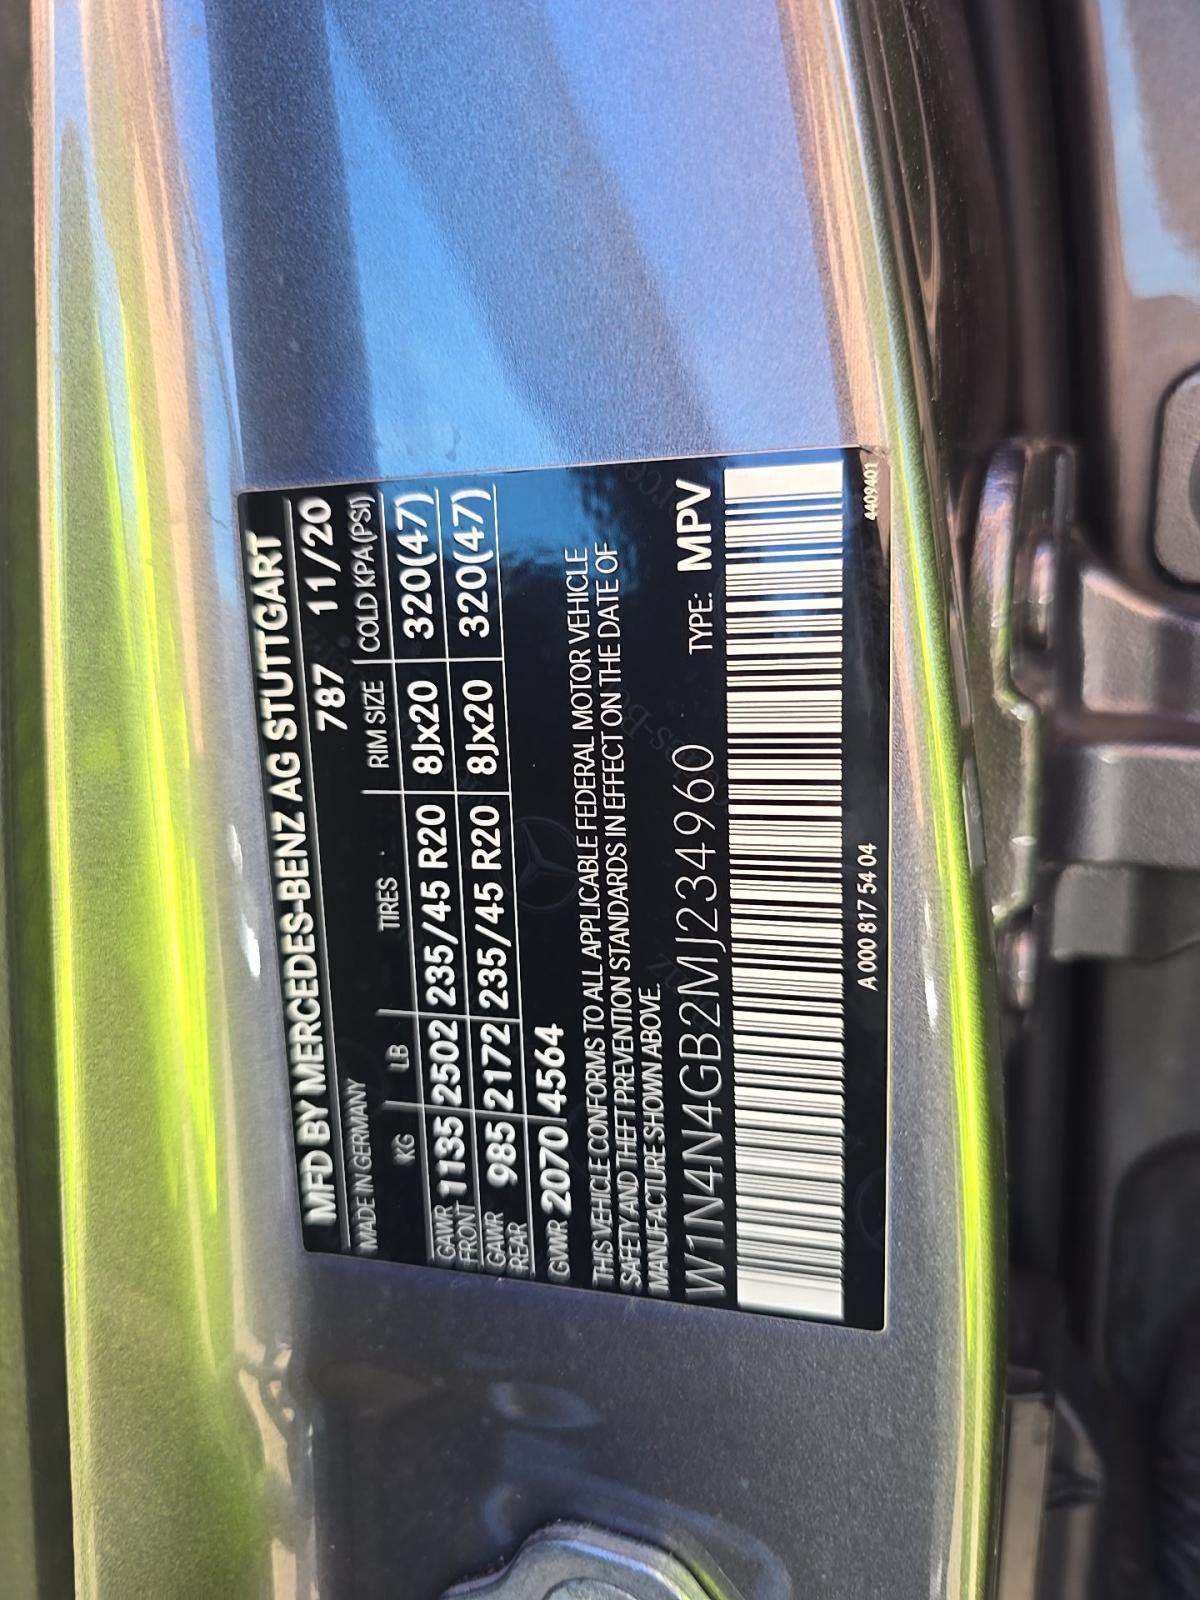 MFD BY MERCEDES-BENZ AG STUTTGART
MADE IN GERMANY 787 11/20
KG LB TIRES RIM SIZE COLD KPA(PSI)
GAWR FRONT 1135 2502 235/45 R20 8Jx20 320(47)
GAWR REAR 985 2172 235/45 R20 8Jx20 320(47)
GVWR 2070 4564
THIS VEHICLE CONFORMS TO ALL APPLICABLE FEDERAL MOTOR VEHICLE
SAFETY AND THEFT PREVENTION STANDARDS IN EFFECT ON THE DATE OF
MANUFACTURE SHOWN ABOVE.
W1N4N4GB2MJ234960 TYPE: MPV
A 000 817 54 04 4409401